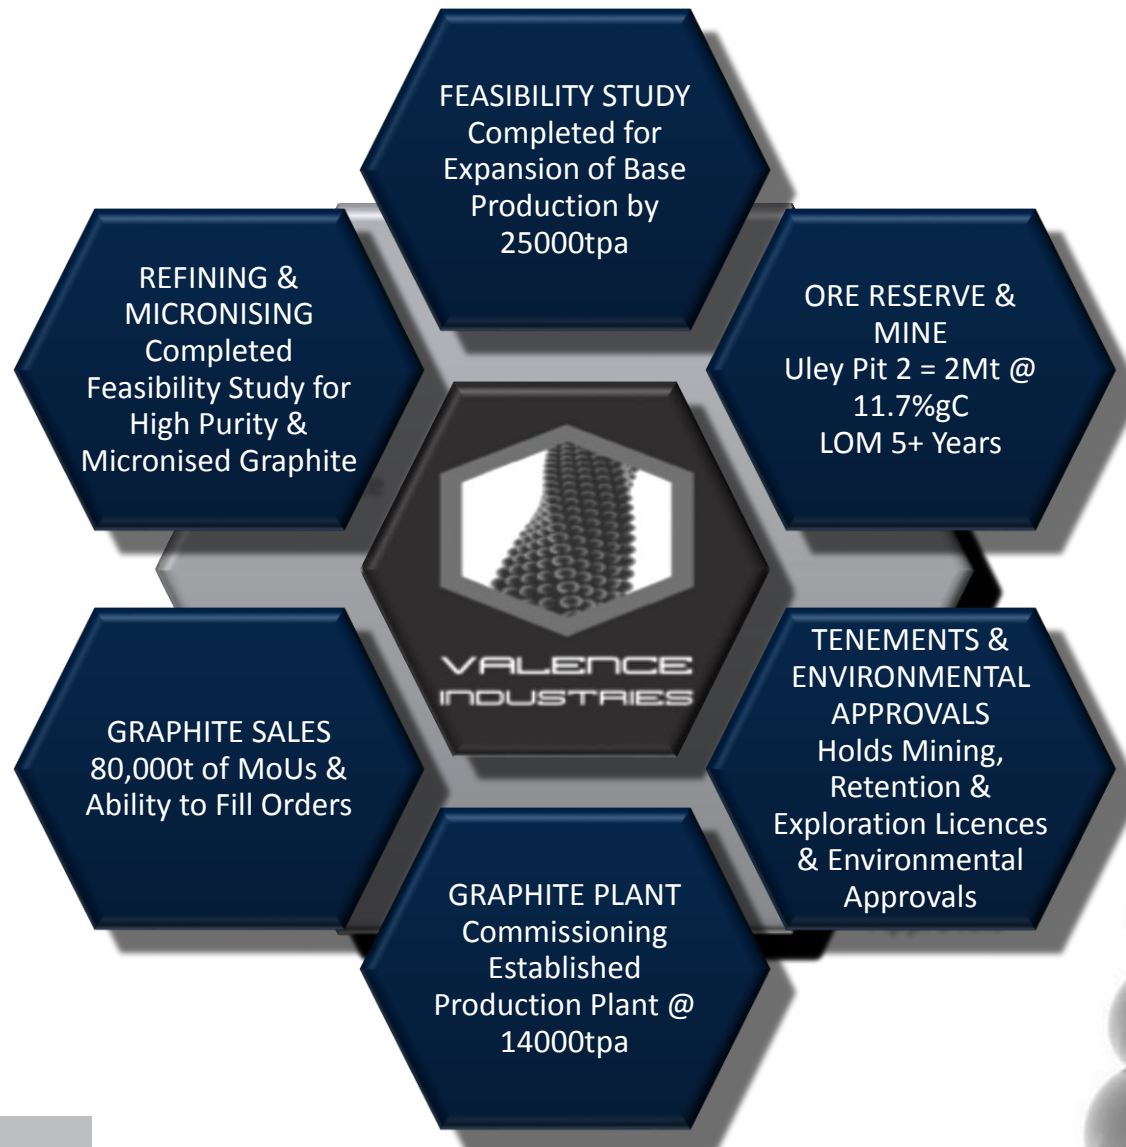 FEASIBILITY STUDY
Completed for
Expansion of Base
Production by
25000tpa
ORE RESERVE &
MINE
Uley Pit 2 = 2Mt @
11.7%gC
LOM 5+ Years
TENEMENTS &
ENVIRONMENTAL
APPROVALS
Holds Mining,
Retention &
Exploration Licences
& Environmental
Approvals
GRAPHITE PLANT
Commissioning
Established
Production Plant @
14000tpa
GRAPHITE SALES
80,000t of MoUs &
Ability to Fill Orders
REFINING &
MICRONISING
Completed
Feasibility Study for
High Purity &
Micronised Graphite
VALENCE
INDUSTRIES